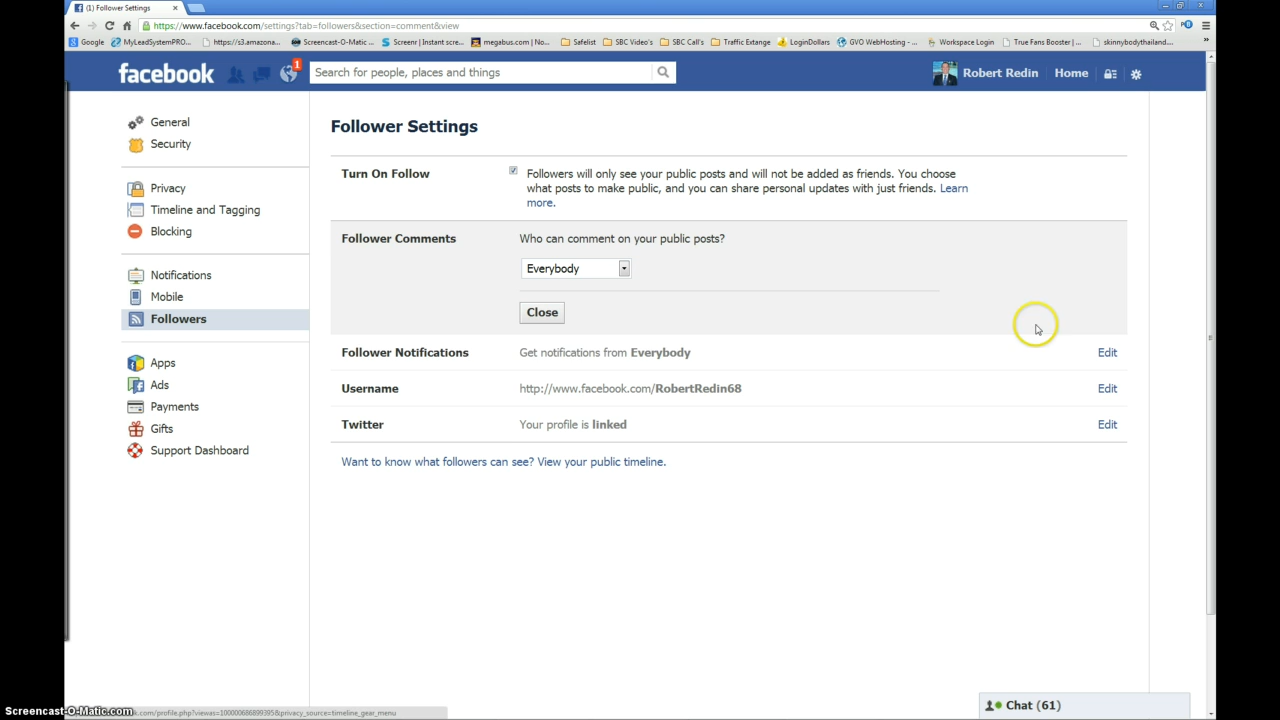 (1) Follower Settings
https://www.facebook.com/settings?tab=followers&section=comment&view
Google
MyLeadSystemPRO...
https://s3.amazona...
Screencast-O-Matic ...
Screenr | Instant scre...
megabus.com | No...
Safelist
SBC Video's
SBC Call's
Traffic Extange
LoginDollars
GVO WebHosting - ...
Workspace Login
True Fans Booster | ...
skinnybodythailand...
»
facebook
1
Search for people, places and things
Robert Redin
Home
General
Security
Privacy
Timeline and Tagging
Blocking
Notifications
Mobile
Followers
Apps
Ads
Payments
Gifts
Support Dashboard
Follower Settings
Turn On Follow
Followers will only see your public posts and will not be added as friends. You choose
what posts to make public, and you can share personal updates with just friends. Learn
more.
Follower Comments
Who can comment on your public posts?
Everybody
Close
Follower Notifications
Get notifications from Everybody
Edit
Username
http://www.facebook.com/RobertRedin68
Edit
Twitter
Your profile is linked
Edit
Want to know what followers can see? View your public timeline.
Chat (61)
Screencast-O-Matic.com